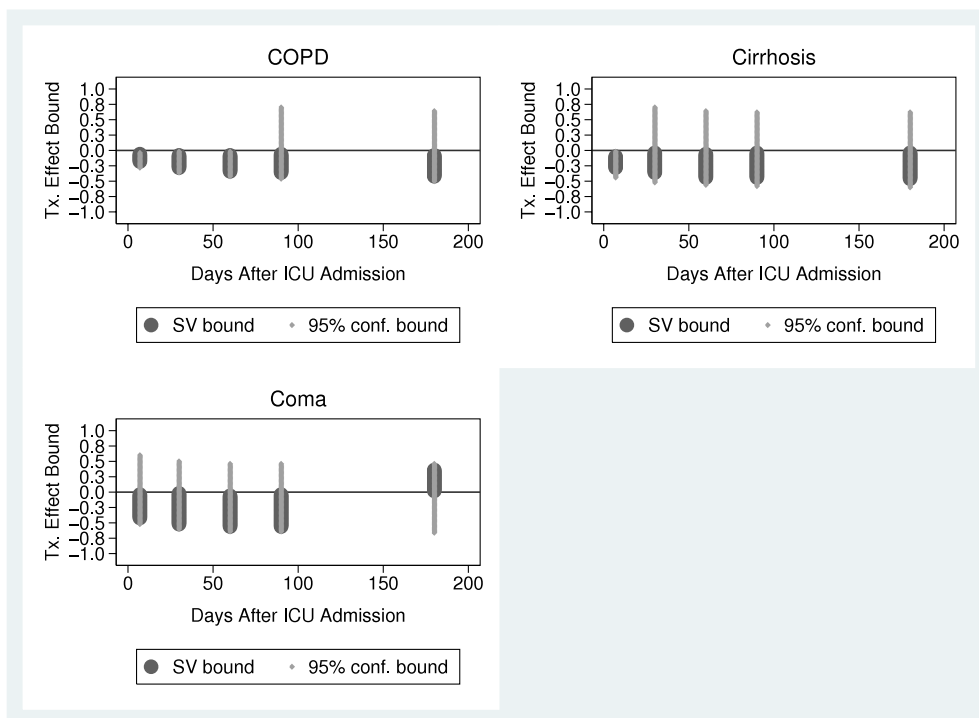 COPD
Tx. Effect Bound
1.0
0.8
0.5
0.3
0.0
−0.3
−0.5
−0.8
−1.0
0 50 100 150 200
Days After ICU Admission
SV bound 95% conf. bound
Cirrhosis
Tx. Effect Bound
1.0
0.8
0.5
0.3
0.0
−0.3
−0.5
−0.8
−1.0
0 50 100 150 200
Days After ICU Admission
SV bound 95% conf. bound
Coma
Tx. Effect Bound
1.0
0.8
0.5
0.3
0.0
−0.3
−0.5
−0.8
−1.0
0 50 100 150 200
Days After ICU Admission
SV bound 95% conf. bound